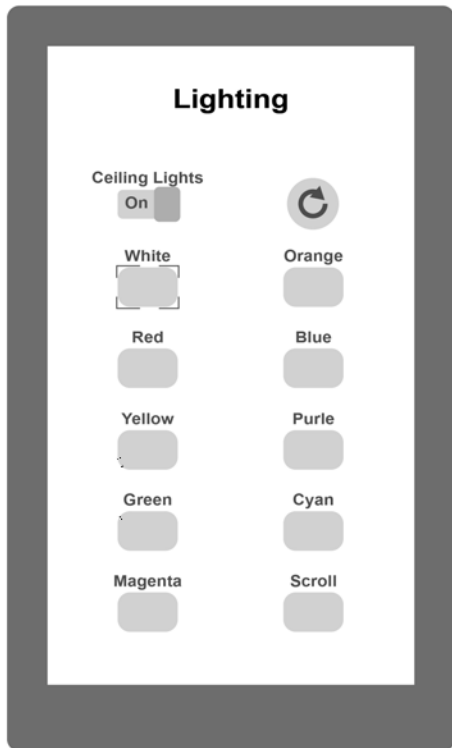 Lighting
Ceiling Lights
On
White Orange
Red Blue
Yellow Purle
Green Cyan
Magenta Scroll